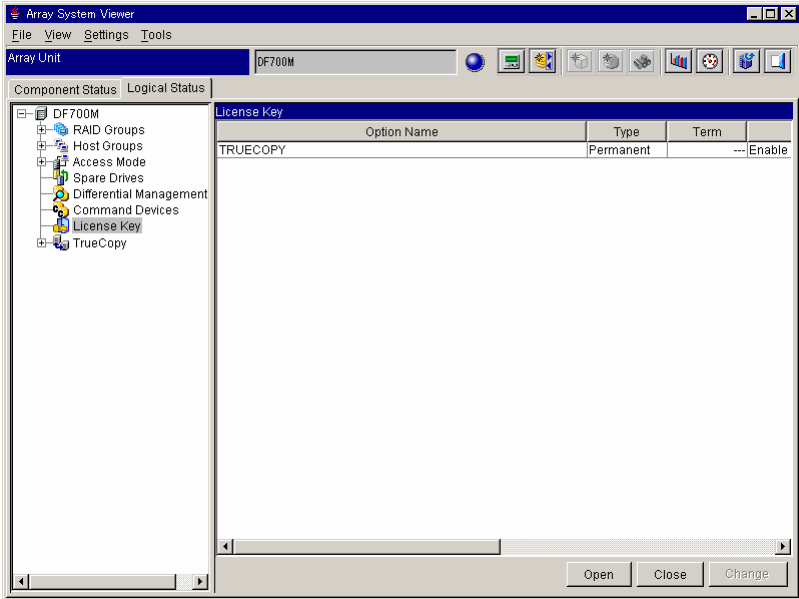 Array System Viewer
File View Settings Tools
Array Unit
DF700M
Component Status Logical Status
DF700M
RAID Groups
Host Groups
Access Mode
Spare Drives
Differential Management
Command Devices
License Key
TrueCopy
License Key
Option Name Type Term
TRUECOPY Permanent --- Enable
Open Close Change